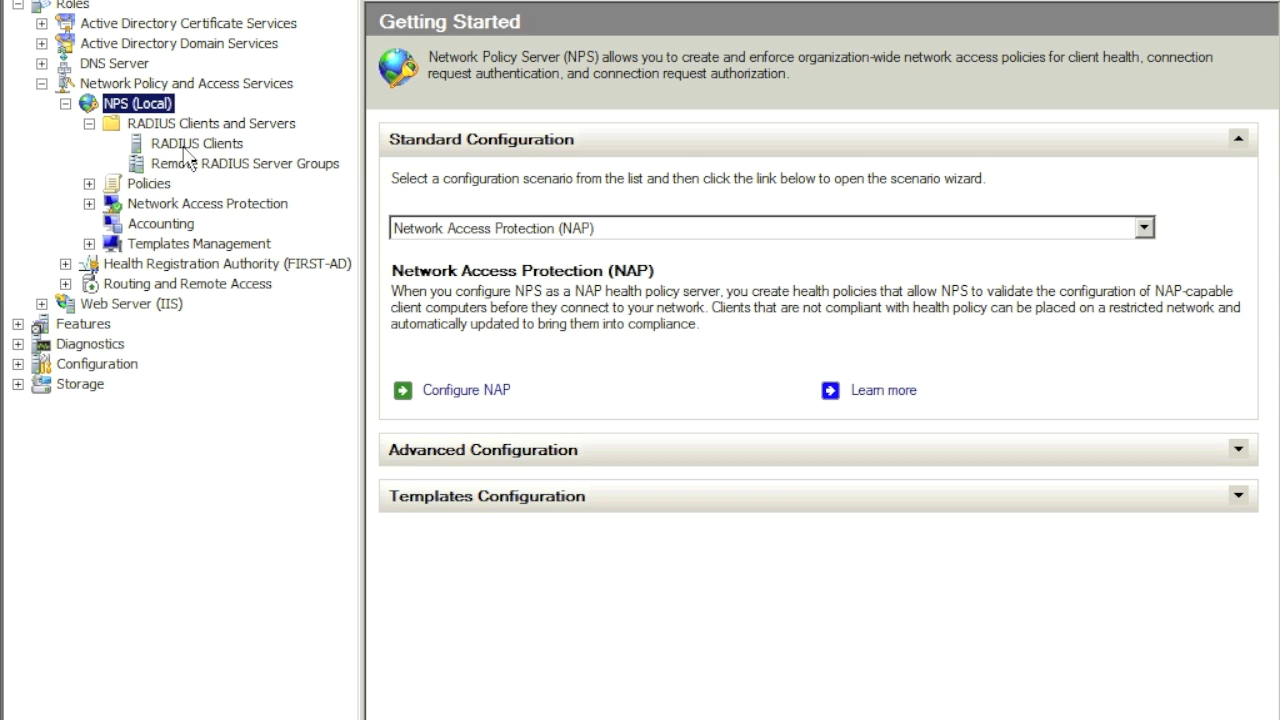 Roles
Active Directory Certificate Services
Active Directory Domain Services
DNS Server
Network Policy and Access Services
NPS (Local)
RADIUS Clients and Servers
RADIUS Clients
Remote RADIUS Server Groups
Policies
Network Access Protection
Accounting
Templates Management
Health Registration Authority (FIRST-AD)
Routing and Remote Access
Web Server (IIS)
Features
Diagnostics
Configuration
Storage
Getting Started
Network Policy Server (NPS) allows you to create and enforce organization-wide network access policies for client health, connection
request authentication, and connection request authorization.
Standard Configuration
Select a configuration scenario from the list and then click the link below to open the scenario wizard.
Network Access Protection (NAP)
Network Access Protection (NAP)
When you configure NPS as a NAP health policy server, you create health policies that allow NPS to validate the configuration of NAP-capable
client computers before they connect to your network. Clients that are not compliant with health policy can be placed on a restricted network and
automatically updated to bring them into compliance.
Configure NAP
Learn more
Advanced Configuration
Templates Configuration